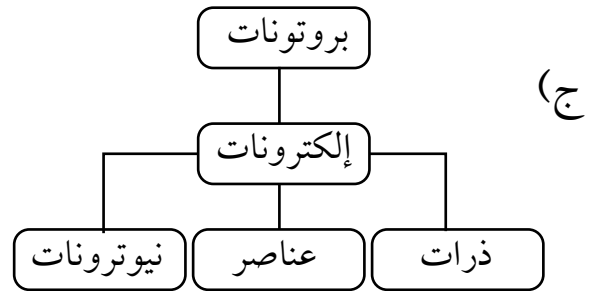 بروتونات
ج)
إلكترونات
ذرات
عناصر
نيوترونات